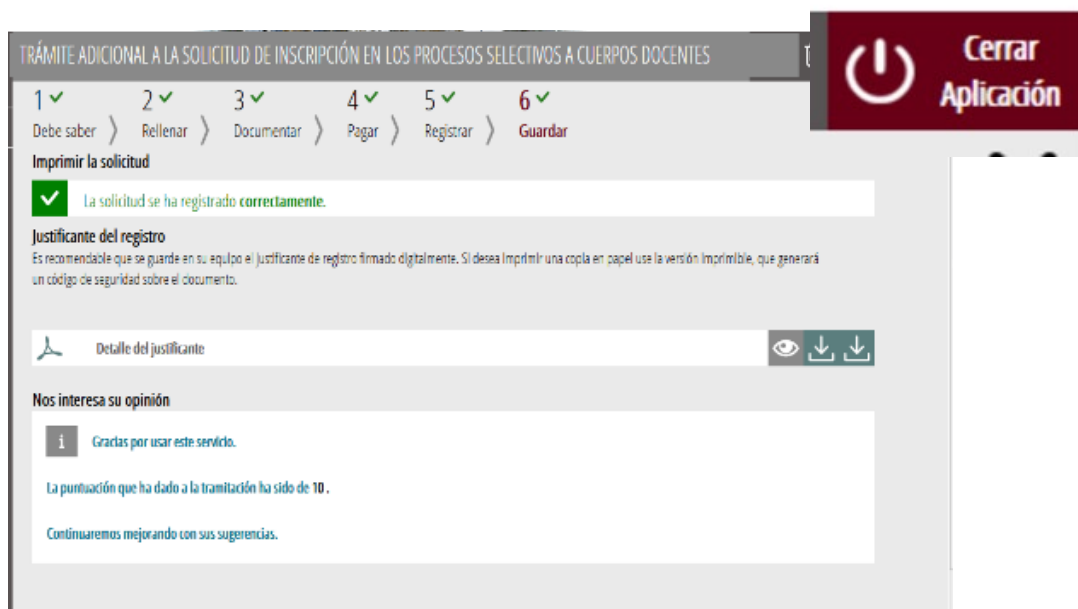 TRÁMITE ADICIONAL A LA SOLICITUD DE INSCRIPCIÓN EN LOS PROCESOS SELECTIVOS A CUERPOS DOCENTES
Cerrar
Aplicación
1 2 3 4 5 6
Debe saber Rellenar Documentar Pagar Registrar Guardar
Imprimir la solicitud
La solicitud se ha registrado correctamente.
Justificante del registro
Es recomendable que se guarde en su equipo el justificante de registro firmado digitalmente. Si desea imprimir una copia en papel use la versión imprimible, que generará
un código de seguridad sobre el documento.
Detalle del justificante
Nos interesa su opinión
i Gracias por usar este servicio.
La puntuación que ha dado a la tramitación ha sido de 10 .
Continuaremos mejorando con sus sugerencias.